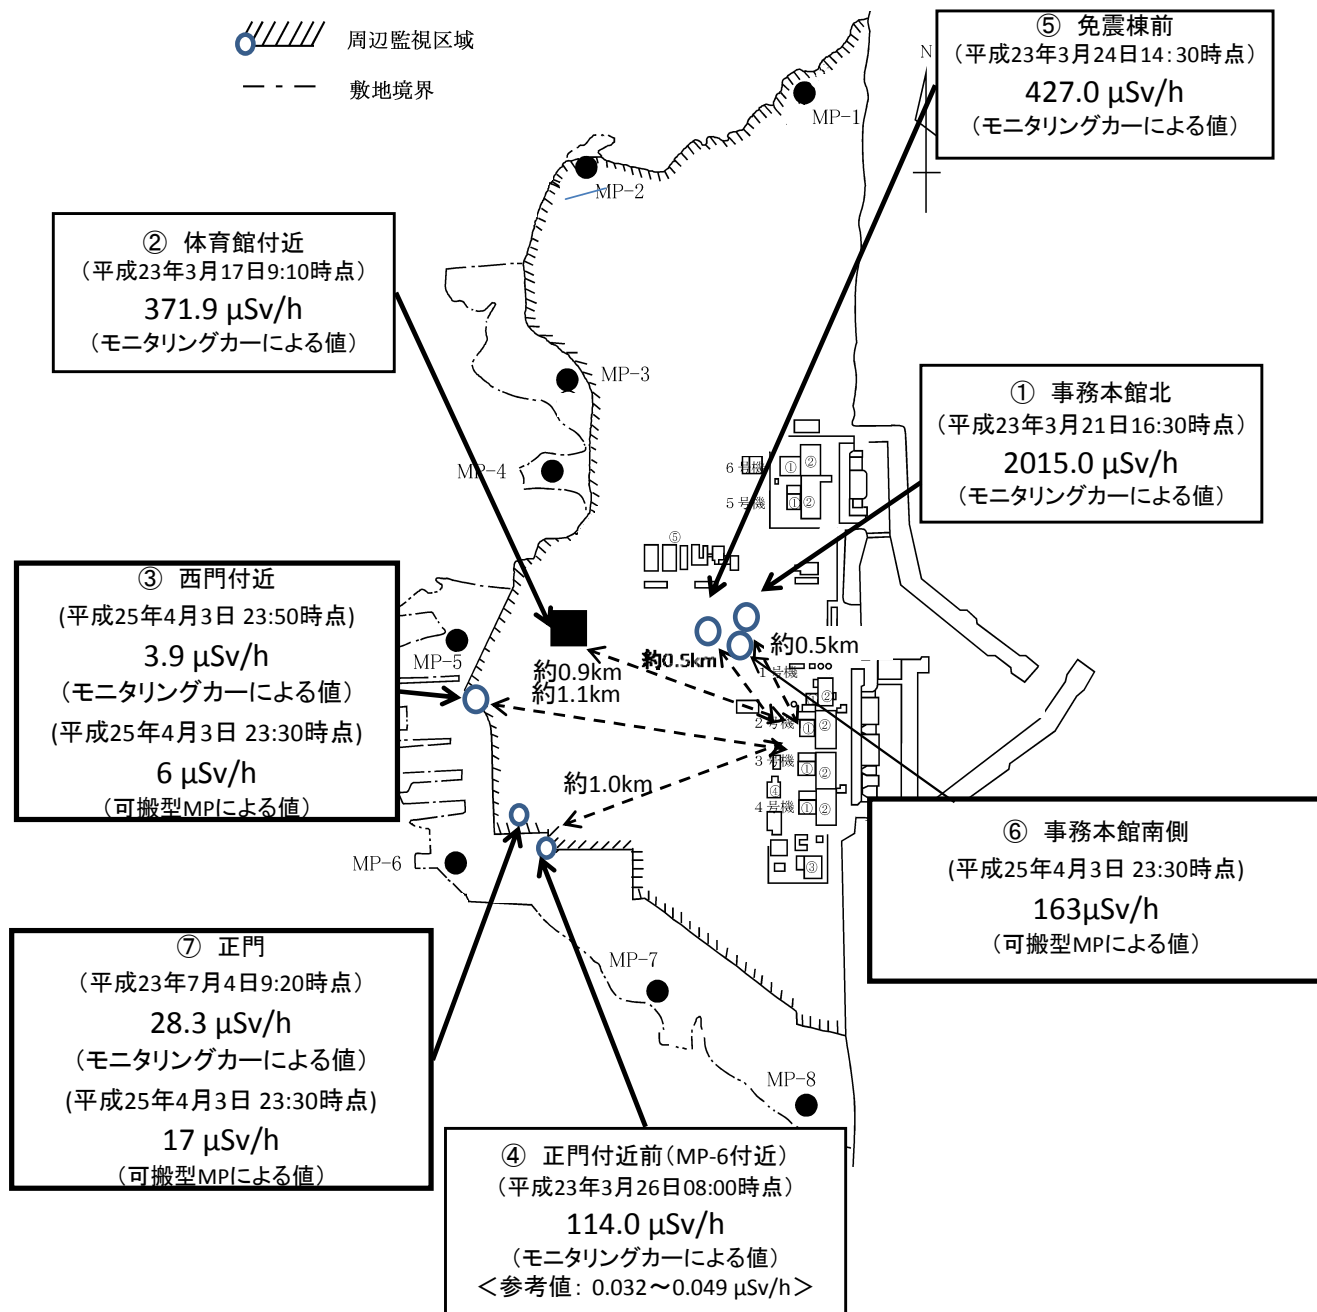 周辺監視区域
敷地境界
⑤ 免震棟前
(平成23年3月24日14:30時点)
427.0 μSv/h
(モニタリングカーによる値)
N
MP-1
MP-2
② 体育館付近
(平成23年3月17日9:10時点)
371.9 μSv/h
(モニタリングカーによる値)
MP-3
① 事務本館北
(平成23年3月21日16:30時点)
2015.0 μSv/h
(モニタリングカーによる値)
MP-4
6号機
① ②
5号機
① ②
⑤
③ 西門付近
(平成25年4月3日 23:50時点)
3.9 μSv/h
(モニタリングカーによる値)
(平成25年4月3日 23:30時点)
6 μSv/h
(可搬型MPによる値)
MP-5
約0.9km
約1.1km
約0.5km
約0.5km
1号機
②
2号機
① ②
3号機
① ②
④
4号機
① ②
③
約1.0km
MP-6
⑥ 事務本館南側
(平成25年4月3日 23:30時点)
163μSv/h
(可搬型MPによる値)
⑦ 正門
(平成23年7月4日9:20時点)
28.3 μSv/h
(モニタリングカーによる値)
(平成25年4月3日 23:30時点)
17 μSv/h
(可搬型MPによる値)
MP-7
MP-8
④ 正門付近前(MP-6付近)
(平成23年3月26日08:00時点)
114.0 μSv/h
(モニタリングカーによる値)
<参考値: 0.032~0.049 μSv/h>